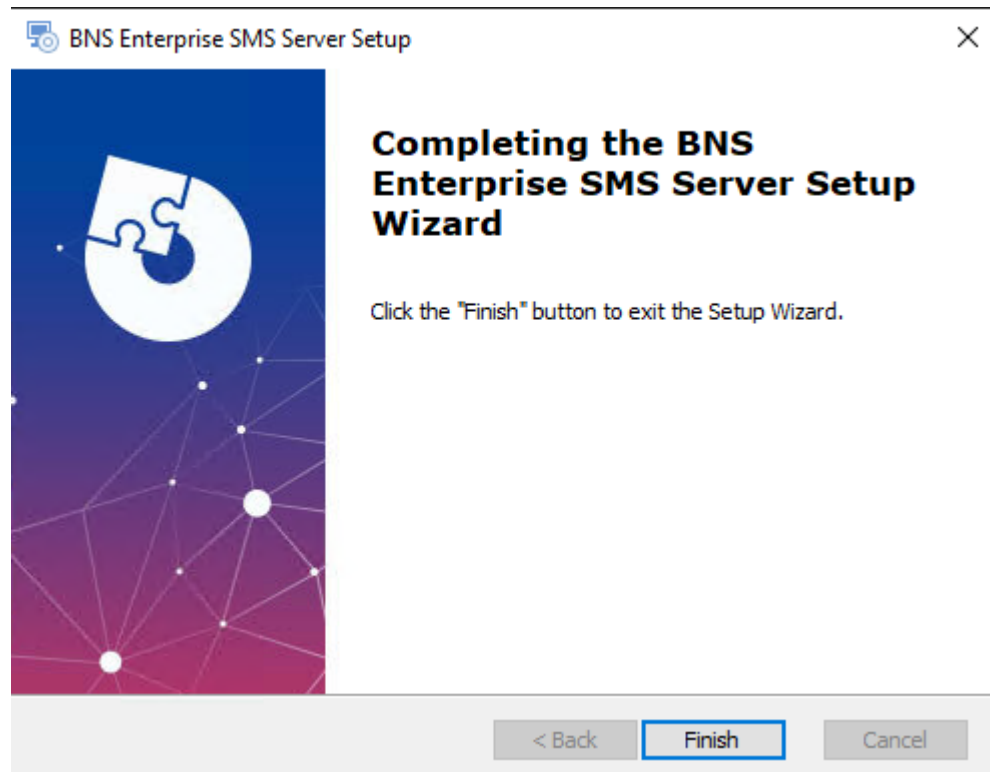 BNS Enterprise SMS Server Setup
Completing the BNS
Enterprise SMS Server Setup
Wizard
Click the "Finish" button to exit the Setup Wizard.
< Back Finish Cancel